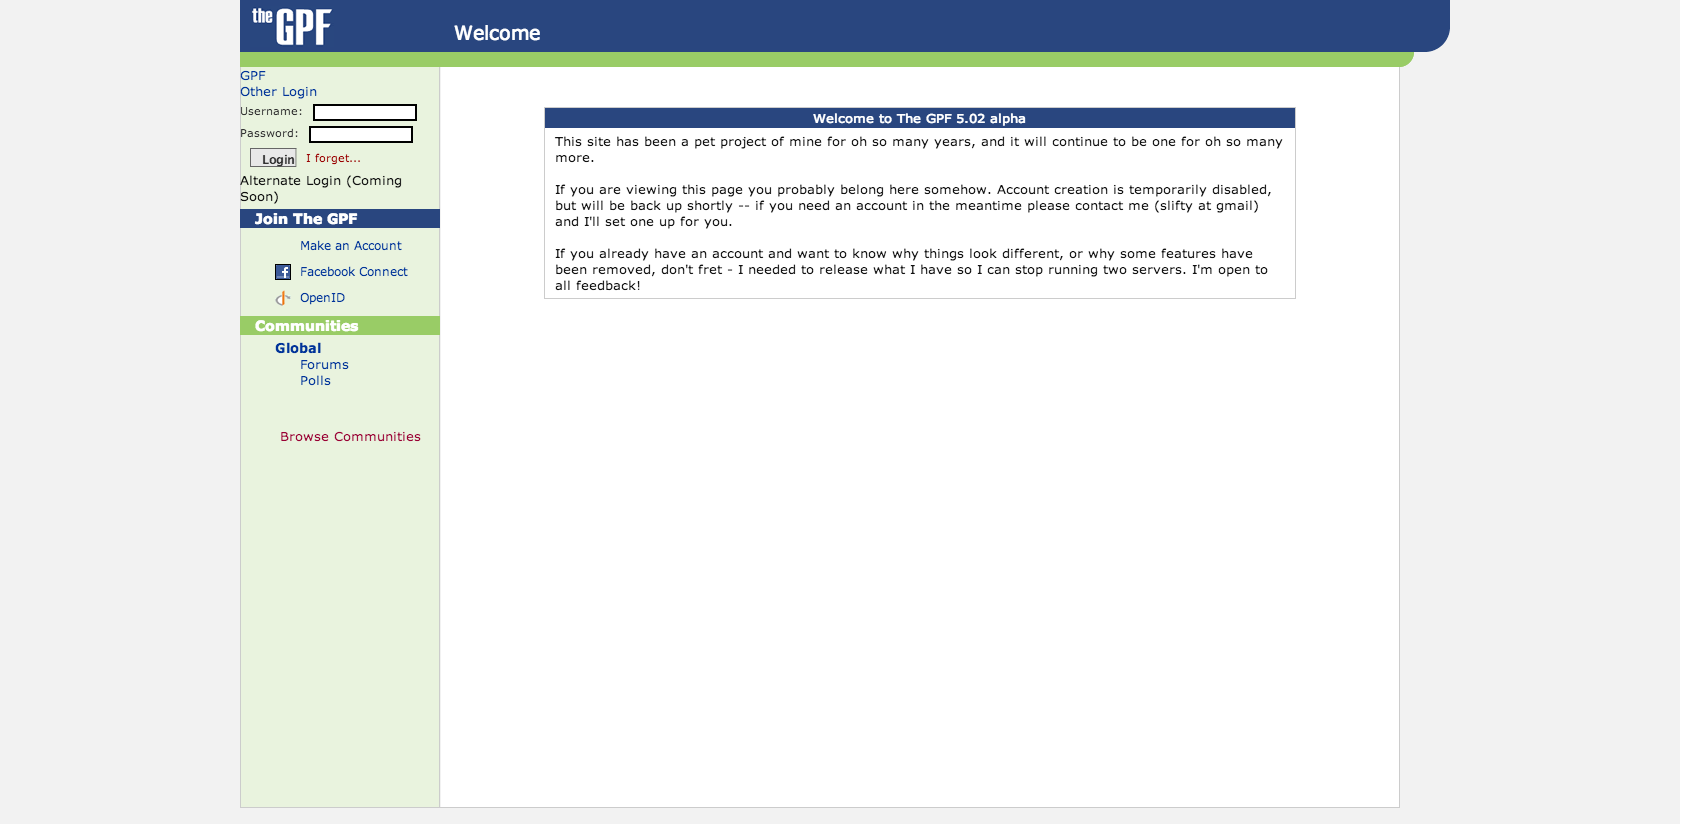 the GPF
Welcome
GPF
Other Login
Username:
Password:
Login I forget...
Alternate Login (Coming
Soon)
Join The GPF
Make an Account
Facebook Connect
OpenID
Communities
Global
Forums
Polls
Browse Communities
Welcome to The GPF 5.02 alpha
This site has been a pet project of mine for oh so many years, and it will continue to be one for oh so many
more.
If you are viewing this page you probably belong here somehow. Account creation is temporarily disabled,
but will be back up shortly -- if you need an account in the meantime please contact me (slifty at gmail)
and I'll set one up for you.
If you already have an account and want to know why things look different, or why some features have
been removed, don't fret - I needed to release what I have so I can stop running two servers. I'm open to
all feedback!